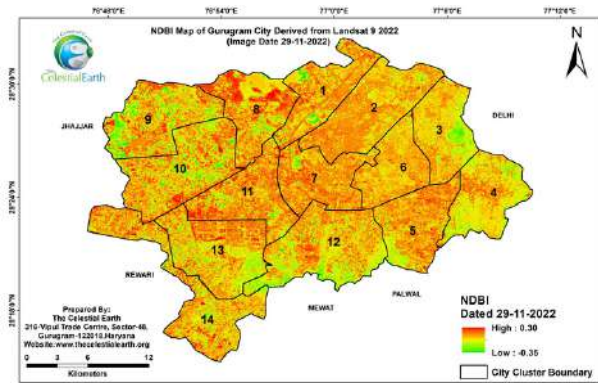 76°48'0"E 76°54'0"E 77°0'0"E 77°6'0"E 77°12'0"E
NDBI Map of Gurugram City Derived from Landsat 9 2022
(Image Date 29-11-2022)
N
The Celestial Earth
CelestialEarth
1
2
3
4
5
6
7
8
9
10
11
12
13
14
JHAJJAR
DELHI
REWARI
MEWAT
PALWAL
28°30'0"N
28°24'0"N
Prepared By:
The Celestial Earth
216-Vipul Trade Centre, Sector-48,
Gurugram-122018,Haryana
Website:www.thecelestialearth.org
0 3 6 12
Kilometers
NDBI
Dated 29-11-2022
High : 0.30
Low : -0.35
City Cluster Boundary